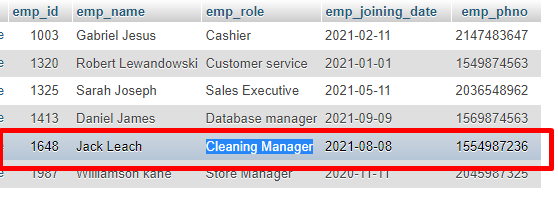 emp_id emp_name emp_role emp_joining_date emp_phno
1003 Gabriel Jesus Cashier 2021-02-11 2147483647
1320 Robert Lewandowski Customer service 2021-01-01 1549874563
1325 Sarah Joseph Sales Executive 2021-05-11 2036548962
1413 Daniel James Database manager 2021-09-09 1569874563
1648 Jack Leach Cleaning Manager 2021-08-08 1554987236
1987 Williamson kane Store Manager 2020-11-11 2045987325